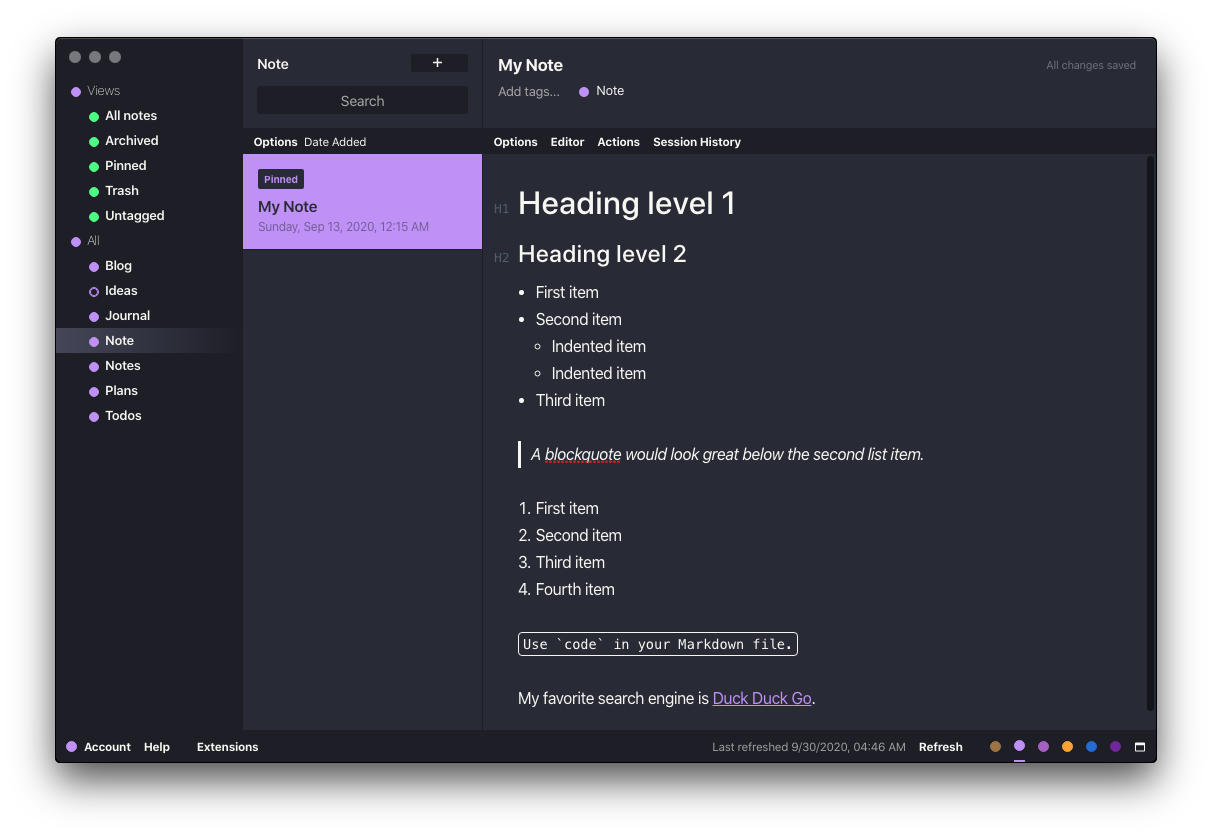 Views
All notes
Archived
Pinned
Trash
Untagged
All
Blog
Ideas
Journal
Note
Notes
Plans
Todos
Note +
Search
Options Date Added
Pinned
My Note
Sunday, Sep 13, 2020, 12:15 AM
My Note
All changes saved
Add tags... Note
Options Editor Actions Session History
H1 Heading level 1
H2 Heading level 2
• First item
• Second item
◦ Indented item
◦ Indented item
• Third item
A blockquote would look great below the second list item.
1. First item
2. Second item
3. Third item
4. Fourth item
Use `code` in your Markdown file.
My favorite search engine is Duck Duck Go.
Account Help Extensions
Last refreshed 9/30/2020, 04:46 AM Refresh